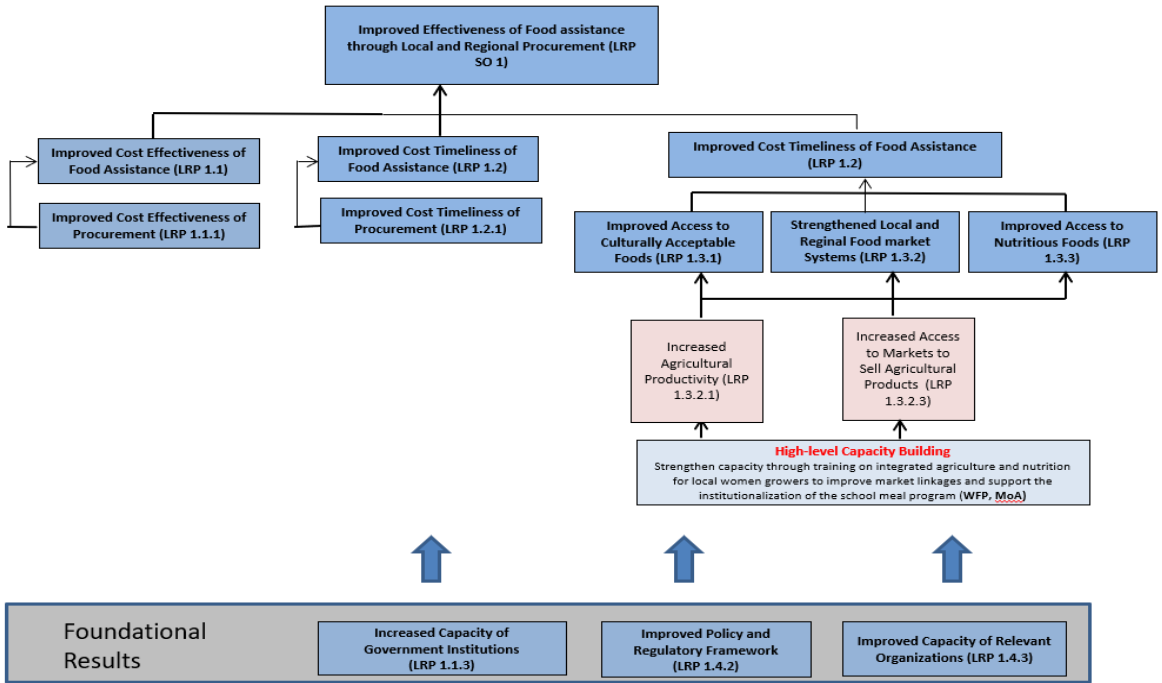 Improved Effectiveness of Food assistance
through Local and Regional Procurement (LRP
SO 1)
Improved Cost Effectiveness of
Food Assistance (LRP 1.1)
Improved Cost Timeliness of
Food Assistance (LRP 1.2)
Improved Cost Timeliness of Food Assistance
(LRP 1.2)
Improved Cost Effectiveness of
Procurement (LRP 1.1.1)
Improved Cost Timeliness of
Procurement (LRP 1.2.1)
Improved Access to
Culturally Acceptable
Foods (LRP 1.3.1)
Strengthened Local and
Reginal Food market
Systems (LRP 1.3.2)
Improved Access to
Nutritious Foods (LRP
1.3.3)
Increased
Agricultural
Productivity (LRP
1.3.2.1)
Increased Access
to Markets to
Sell Agricultural
Products (LRP
1.3.2.3)
High-level Capacity Building
Strengthen capacity through training on integrated agriculture and nutrition
for local women growers to improve market linkages and support the
institutionalization of the school meal program (WFP, MoA)
Foundational
Results
Increased Capacity of
Government Institutions
(LRP 1.1.3)
Improved Policy and
Regulatory Framework
(LRP 1.4.2)
Improved Capacity of Relevant
Organizations (LRP 1.4.3)